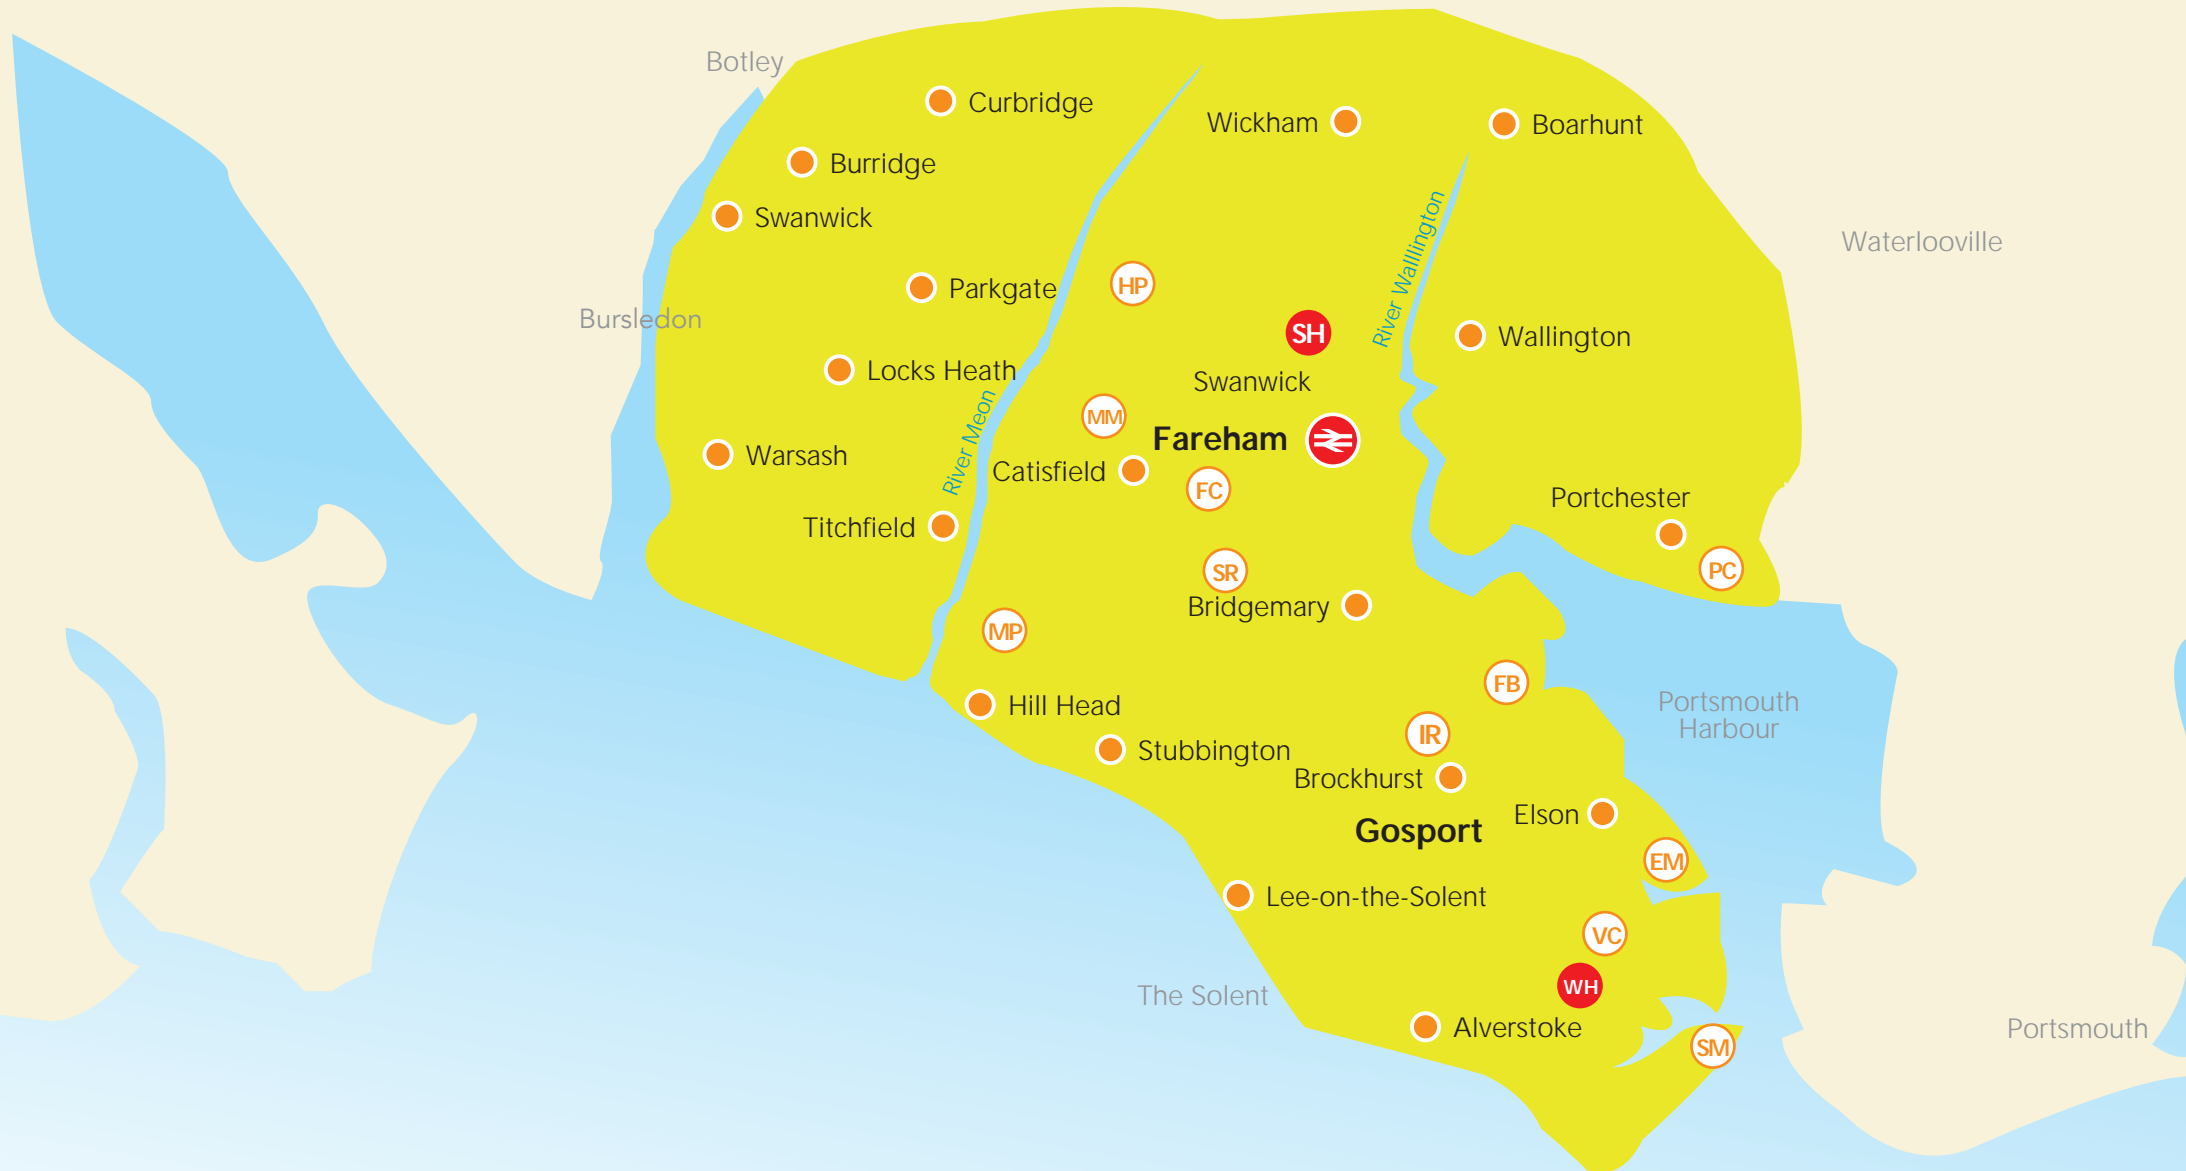 Botley
Curbridge
Wickham
Boarhunt
Burridge
Swanwick
River Walllington
Waterlooville
Parkgate
HP
Bursledon
SH
Wallington
Locks Heath
Swanwick
MM
River Meon
Fareham
Warsash
Catisfield
FC
Portchester
Titchfield
SR
PC
Bridgemary
MP
FB
Hill Head
Portsmouth
Harbour
IR
Stubbington
Brockhurst
Elson
Gosport
EM
Lee-on-the-Solent
VC
WH
The Solent
Alverstoke
Portsmouth
SM